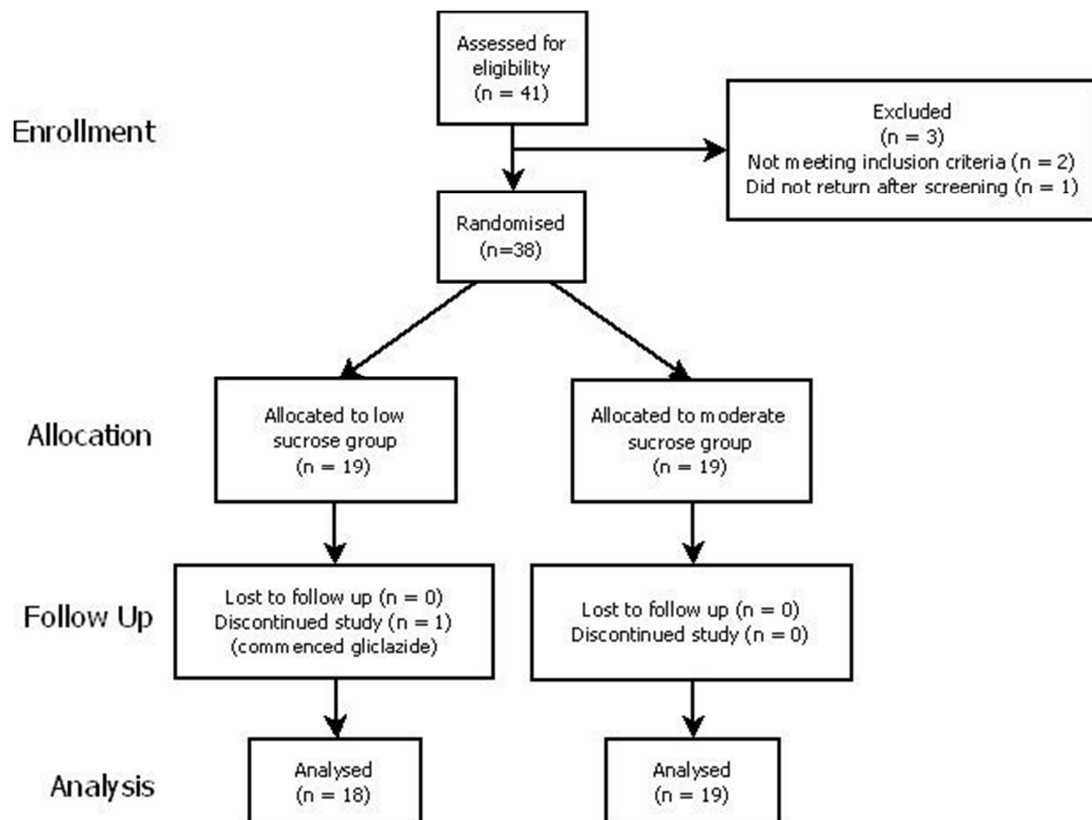 Assessed for
eligibility
(n = 41)
Enrollment
Excluded
(n = 3)
Not meeting inclusion criteria (n = 2)
Did not return after screening (n = 1)
Randomised
(n=38)
Allocation
Allocated to low
sucrose group
(n = 19)
Allocated to moderate
sucrose group
(n = 19)
Follow Up
Lost to follow up (n = 0)
Discontinued study (n = 1)
(commenced gliclazide)
Lost to follow up (n = 0)
Discontinued study (n = 0)
Analysis
Analysed
(n = 18)
Analysed
(n = 19)